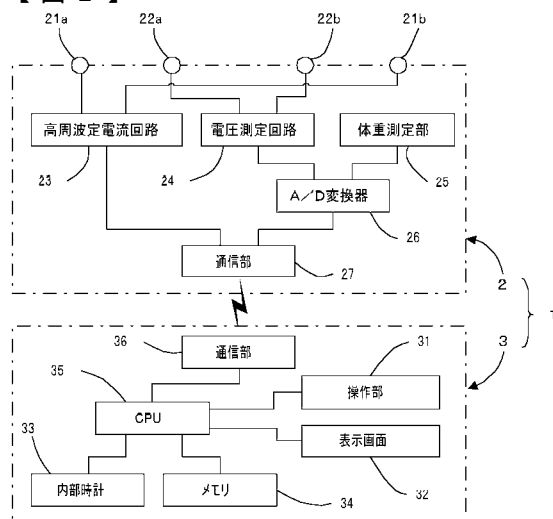 【図２】
21a 22a 22b 21b
高周波定電流回路 電圧測定回路 体重測定部
23 24 25
A／D変換器
26
通信部
27
2
1
3
36
通信部
31
35
操作部
CPU
33
表示画面
内部時計 メモリ
34 32